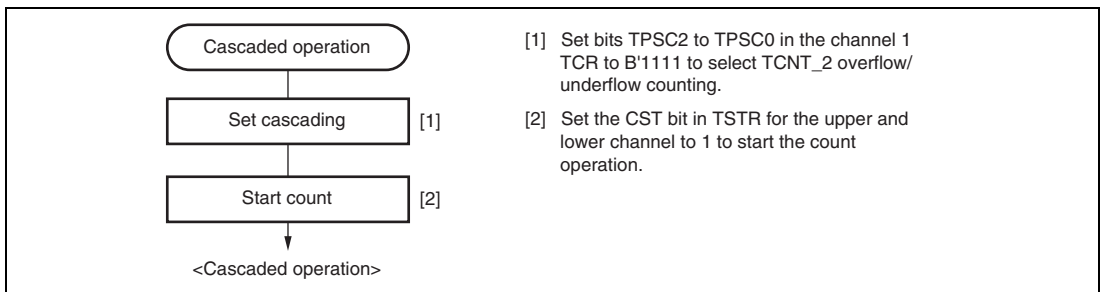 Cascaded operation
Set cascading
[1]
Start count
[2]
<Cascaded operation>
[1] Set bits TPSC2 to TPSC0 in the channel 1
TCR to B'1111 to select TCNT_2 overflow/
underflow counting.
[2] Set the CST bit in TSTR for the upper and
lower channel to 1 to start the count
operation.